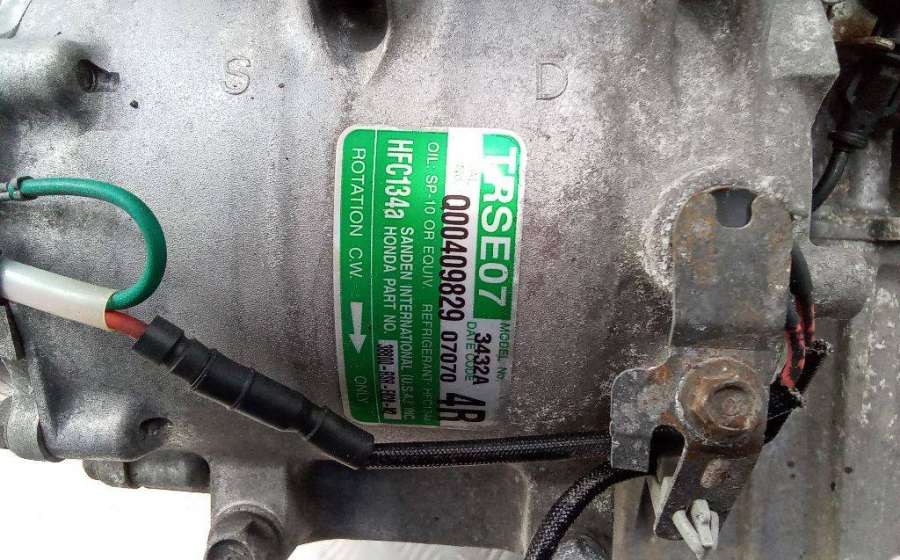 S D
TRSE07
MODEL No 3432A
DATE CODE
000409829 07070 4P
OIL: SP-10 OR EQUIV. REFRIGERANT: HFC134a
HFC134a SANDEN INTERNATIONAL (U.S.A.) INC.
HONDA PART NO.
ROTATION C.W. ONLY